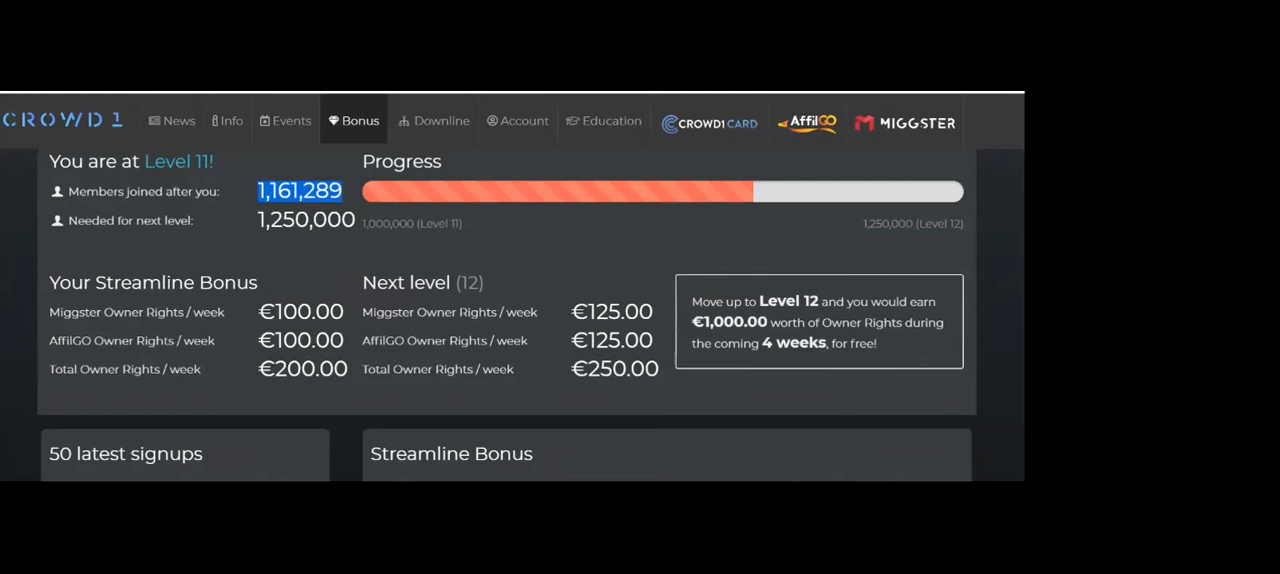 CROWD1 News Info Events Bonus Downline Account Education CROWD1CARD AffilGO MIGGSTER
You are at Level 11!
Members joined after you: 1,161,289
Needed for next level: 1,250,000
Progress
1,000,000 (Level 11) 1,250,000 (Level 12)
Your Streamline Bonus
Miggster Owner Rights / week €100.00
AffilGO Owner Rights / week €100.00
Total Owner Rights / week €200.00
Next level (12)
Miggster Owner Rights / week €125.00
AffilGO Owner Rights / week €125.00
Total Owner Rights / week €250.00
Move up to Level 12 and you would earn
€1,000.00 worth of Owner Rights during
the coming 4 weeks, for free!
50 latest signups
Streamline Bonus